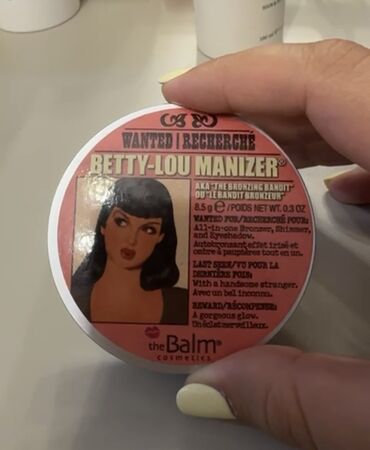 WANTED | RECHERCHÉ
BETTY-LOU MANIZER®
AKA "THE BRONZING BANDIT"
OU "LE BANDIT BRONZEUR"
8.5 g ℮ /POIDS NET WT. 0.3 OZ
WANTED FOR/RECHERCHÉ POUR:
All-in-one Bronzer, Shimmer,
and Eyeshadow.
Autobronzant effet irisé et
ombre à paupières tout en un.
LAST SEEN/VU POUR LA
DERNIÈRE FOIS:
With a handsome stranger.
Avec un bel inconnu.
REWARD/RÉCOMPENSE:
A gorgeous glow.
Un éclat merveilleux.
the Balm®
cosmetics